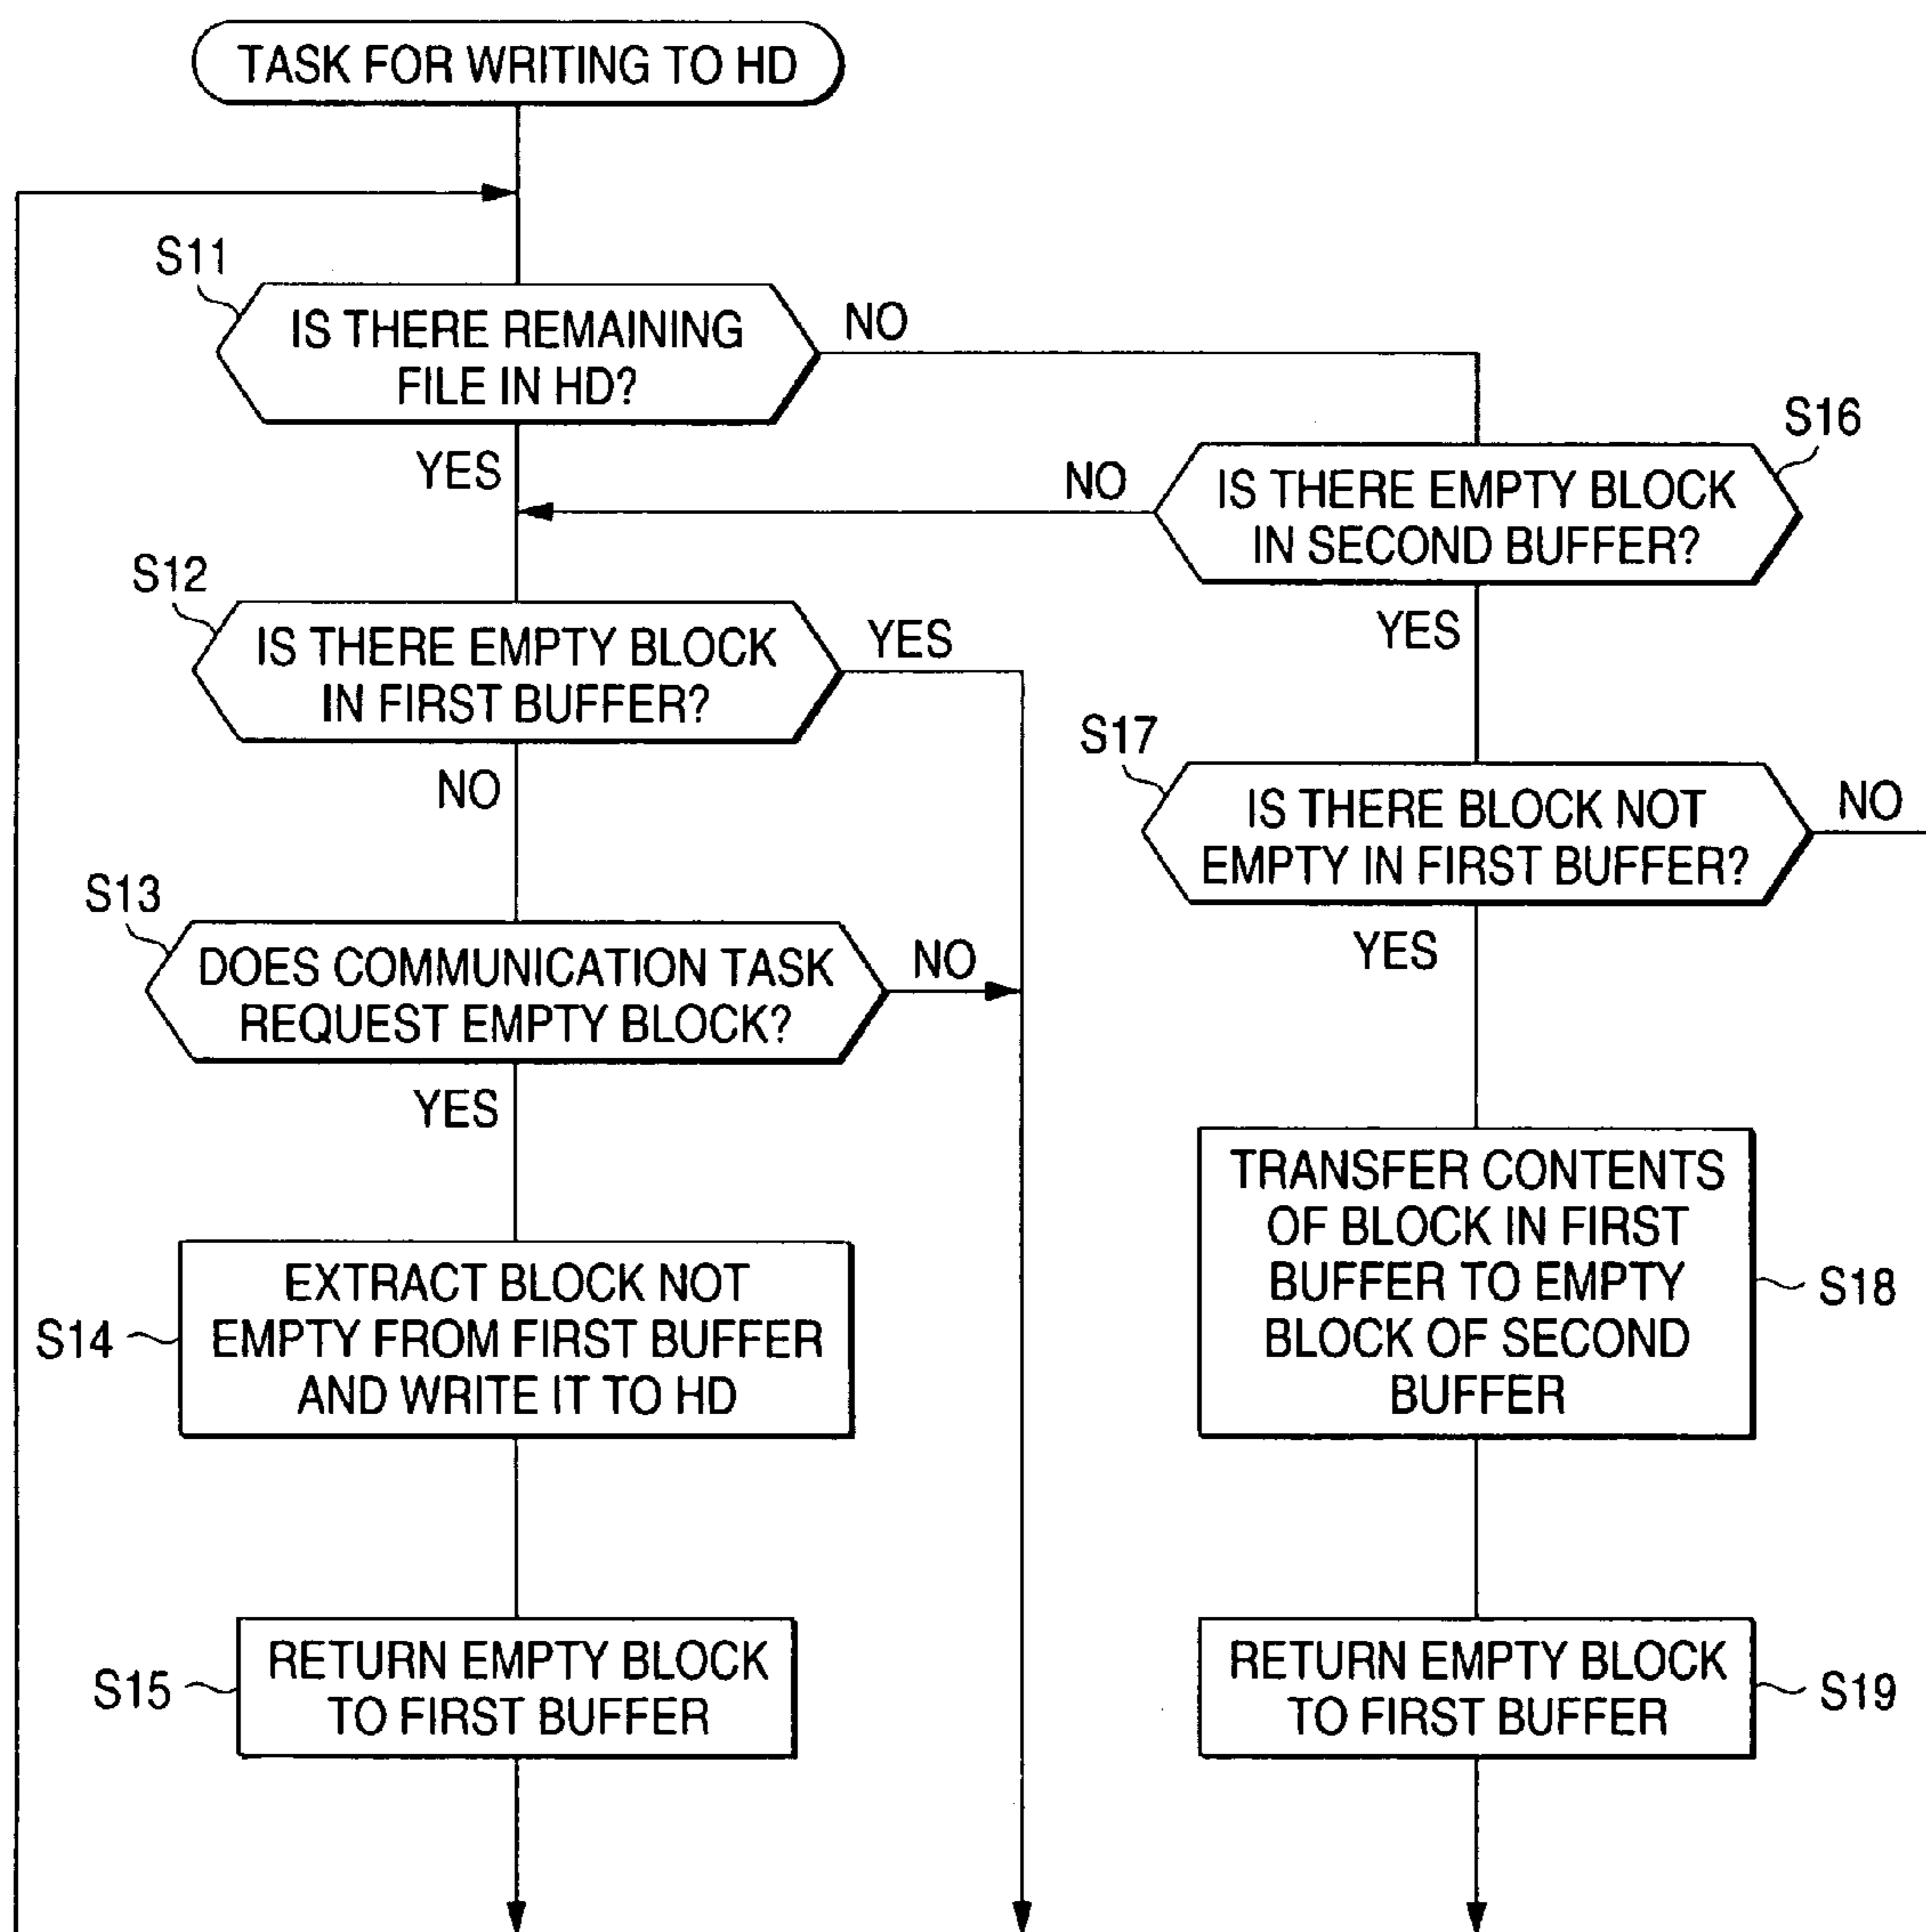 TASK FOR WRITING TO HD
S11
IS THERE REMAINING
FILE IN HD?
NO
YES
S16
IS THERE EMPTY BLOCK
IN SECOND BUFFER?
NO
YES
S12
IS THERE EMPTY BLOCK
IN FIRST BUFFER?
YES
NO
S17
IS THERE BLOCK NOT
EMPTY IN FIRST BUFFER?
NO
YES
S13
DOES COMMUNICATION TASK
REQUEST EMPTY BLOCK?
NO
YES
S14
EXTRACT BLOCK NOT
EMPTY FROM FIRST BUFFER
AND WRITE IT TO HD
TRANSFER CONTENTS
OF BLOCK IN FIRST
BUFFER TO EMPTY
BLOCK OF SECOND
BUFFER
S18
S15
RETURN EMPTY BLOCK
TO FIRST BUFFER
RETURN EMPTY BLOCK
TO FIRST BUFFER
S19